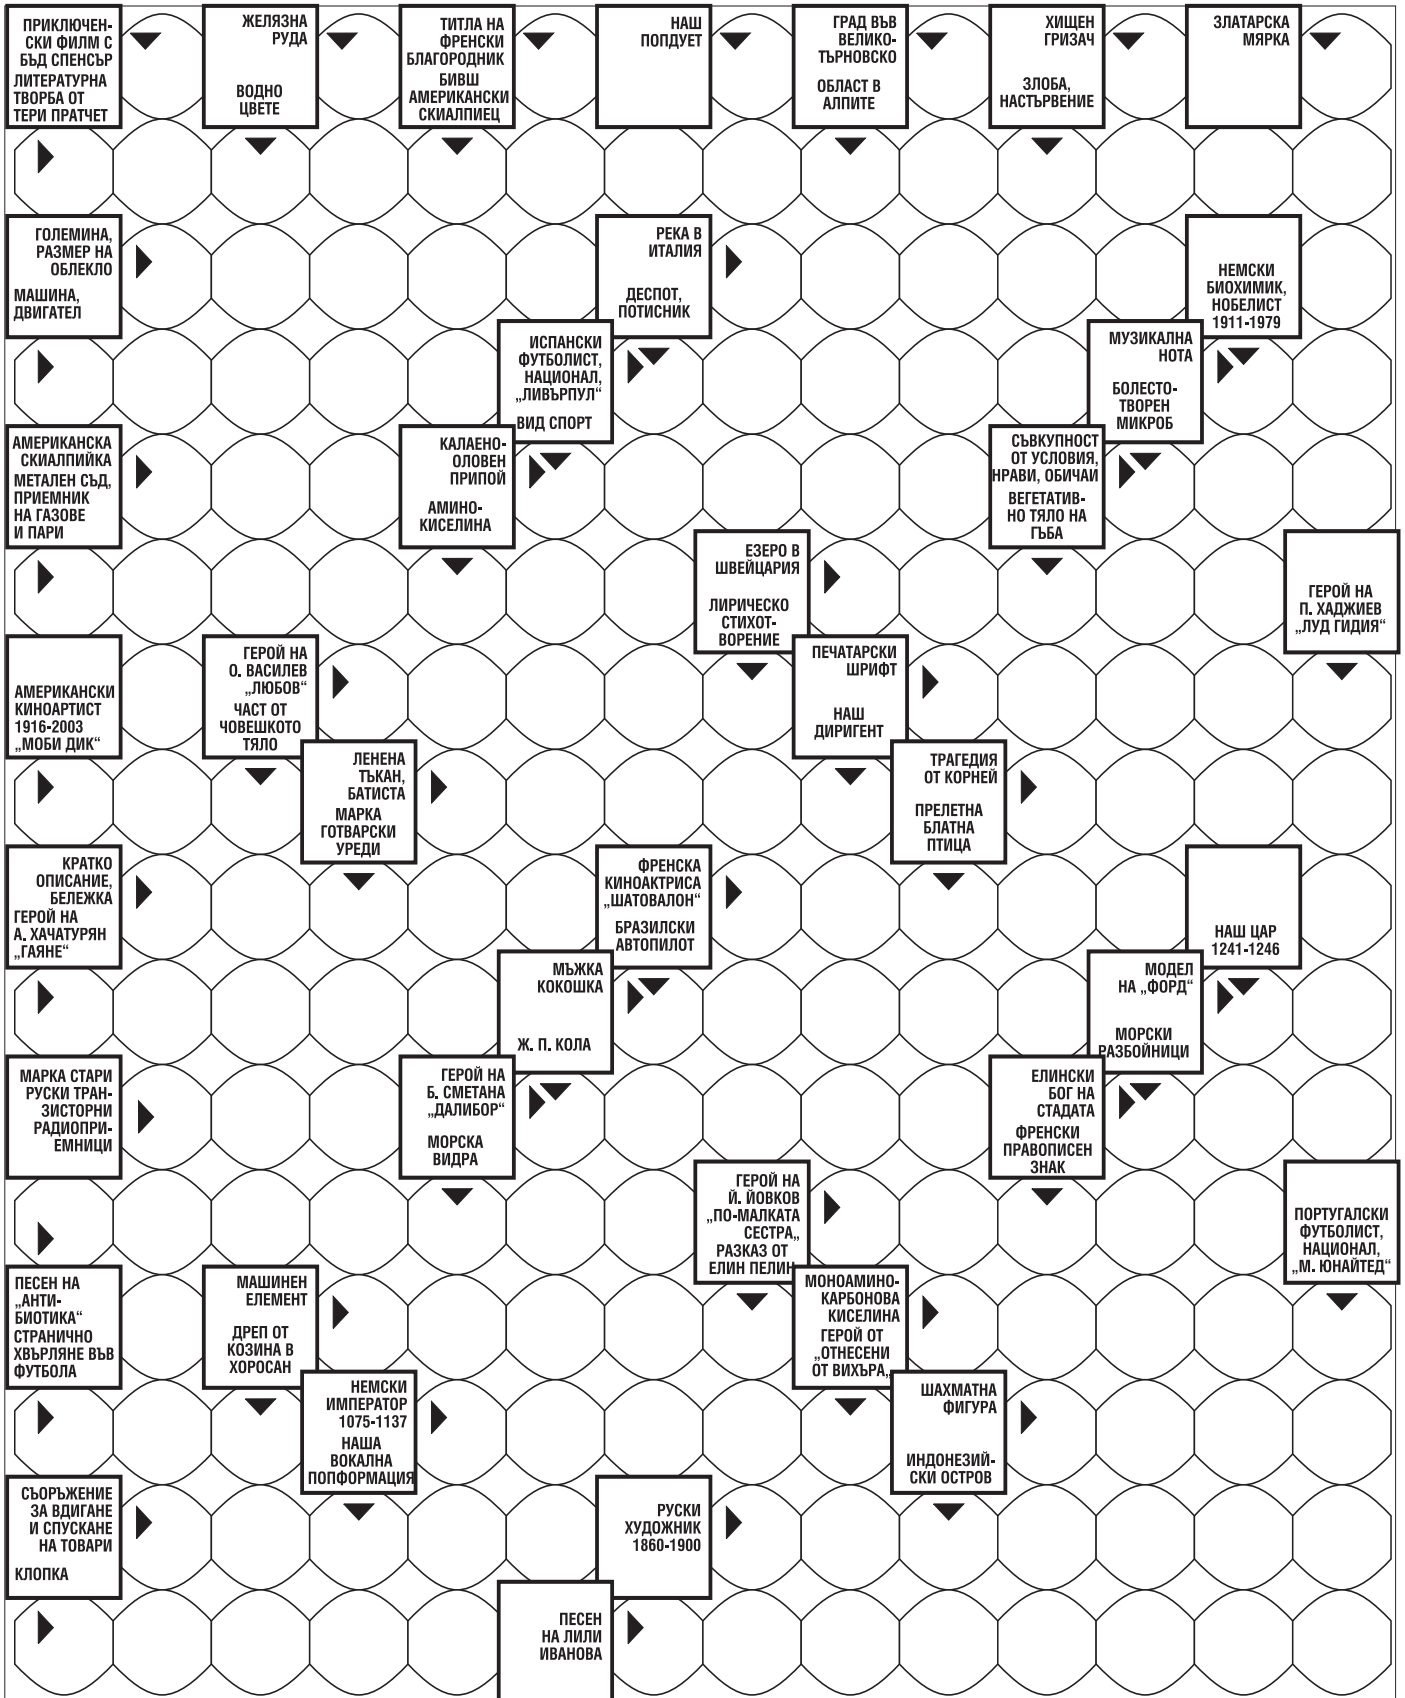 ПРИКЛЮЧЕН-
СКИ ФИЛМ С
БЪД СПЕНСЪР
ЛИТЕРАТУРНА
ТВОРБА ОТ
ТЕРИ ПРАТЧЕТ
ЖЕЛЯЗНА
РУДА
ВОДНО
ЦВЕТЕ
ТИТЛА НА
ФРЕНСКИ
БЛАГОРОДНИК
БИВШ
АМЕРИКАНСКИ
СКИАЛПИЕЦ
НАШ
ПОПДУЕТ
ГРАД ВЪВ
ВЕЛИКО-
ТЪРНОВСКО
ОБЛАСТ В
АЛПИТЕ
ХИЩЕН
ГРИЗАЧ
ЗЛОБА,
НАСТЪРВЕНИЕ
ЗЛАТАРСКА
МЯРКА
ГОЛЕМИНА,
РАЗМЕР НА
ОБЛЕКЛО
МАШИНА,
ДВИГАТЕЛ
РЕКА В
ИТАЛИЯ
ДЕСПОТ,
ПОТИСНИК
НЕМСКИ
БИОХИМИК,
НОБЕЛИСТ
1911-1979
ИСПАНСКИ
ФУТБОЛИСТ,
НАЦИОНАЛ,
„ЛИВЪРПУЛ“
ВИД СПОРТ
МУЗИКАЛНА
НОТА
БОЛЕСТО-
ТВОРЕН
МИКРОБ
АМЕРИКАНСКА
СКИАЛПИЙКА
МЕТАЛЕН СЪД,
ПРИЕМНИК
НА ГАЗОВЕ
И ПАРИ
КАЛАЕНО-
ОЛОВЕН
ПРИПОЙ
АМИНО-
КИСЕЛИНА
СЪВКУПНОСТ
ОТ УСЛОВИЯ,
НРАВИ, ОБИЧАИ
ВЕГЕТАТИВ-
НО ТЯЛО НА
ГЪБА
ЕЗЕРО В
ШВЕЙЦАРИЯ
ЛИРИЧЕСКО
СТИХОТ-
ВОРЕНИЕ
ГЕРОЙ НА
П. ХАДЖИЕВ
„ЛУД ГИДИЯ“
АМЕРИКАНСКИ
КИНОАРТИСТ
1916-2003
„МОБИ ДИК“
ГЕРОЙ НА
О. ВАСИЛЕВ
„ЛЮБОВ“
ЧАСТ ОТ
ЧОВЕШКОТО
ТЯЛО
ПЕЧАТАРСКИ
ШРИФТ
НАШ
ДИРИГЕНТ
ЛЕНЕНА
ТЪКАН,
БАТИСТА
МАРКА
ГОТВАРСКИ
УРЕДИ
ТРАГЕДИЯ
ОТ КОРНЕЙ
ПРЕЛЕТНА
БЛАТНА
ПТИЦА
КРАТКО
ОПИСАНИЕ,
БЕЛЕЖКА
ГЕРОЙ НА
А. ХАЧАТУРЯН
„ГАЯНЕ“
ФРЕНСКА
КИНОАКТРИСА
„ШАТОВАЛОН“
БРАЗИЛСКИ
АВТОПИЛОТ
НАШ ЦАР
1241-1246
МЪЖКА
КОКОШКА
Ж. П. КОЛА
МОДЕЛ
НА „ФОРД“
МОРСКИ
РАЗБОЙНИЦИ
МАРКА СТАРИ
РУСКИ ТРАН-
ЗИСТОРНИ
РАДИОПРИ-
ЕМНИЦИ
ГЕРОЙ НА
Б. СМЕТАНА
„ДАЛИБОР“
МОРСКА
ВИДРА
ЕЛИНСКИ
БОГ НА
СТАДАТА
ФРЕНСКИ
ПРАВОПИСЕН
ЗНАК
ГЕРОЙ НА
Й. ЙОВКОВ
„ПО-МАЛКАТА
СЕСТРА„
РАЗКАЗ ОТ
ЕЛИН ПЕЛИН
ПОРТУГАЛСКИ
ФУТБОЛИСТ,
НАЦИОНАЛ,
„М. ЮНАЙТЕД“
ПЕСЕН НА
„АНТИ-
БИОТИКА“
СТРАНИЧНО
ХВЪРЛЯНЕ ВЪВ
ФУТБОЛА
МАШИНЕН
ЕЛЕМЕНТ
ДРЕП ОТ
КОЗИНА В
ХОРОСАН
МОНОАМИНО-
КАРБОНОВА
КИСЕЛИНА
ГЕРОЙ ОТ
„ОТНЕСЕНИ
ОТ ВИХЪРА„
НЕМСКИ
ИМПЕРАТОР
1075-1137
НАША
ВОКАЛНА
ПОПФОРМАЦИЯ
ШАХМАТНА
ФИГУРА
ИНДОНЕЗИЙ-
СКИ ОСТРОВ
СЪОРЪЖЕНИЕ
ЗА ВДИГАНЕ
И СПУСКАНЕ
НА ТОВАРИ
КЛОПКА
РУСКИ
ХУДОЖНИК
1860-1900
ПЕСЕН
НА ЛИЛИ
ИВАНОВА